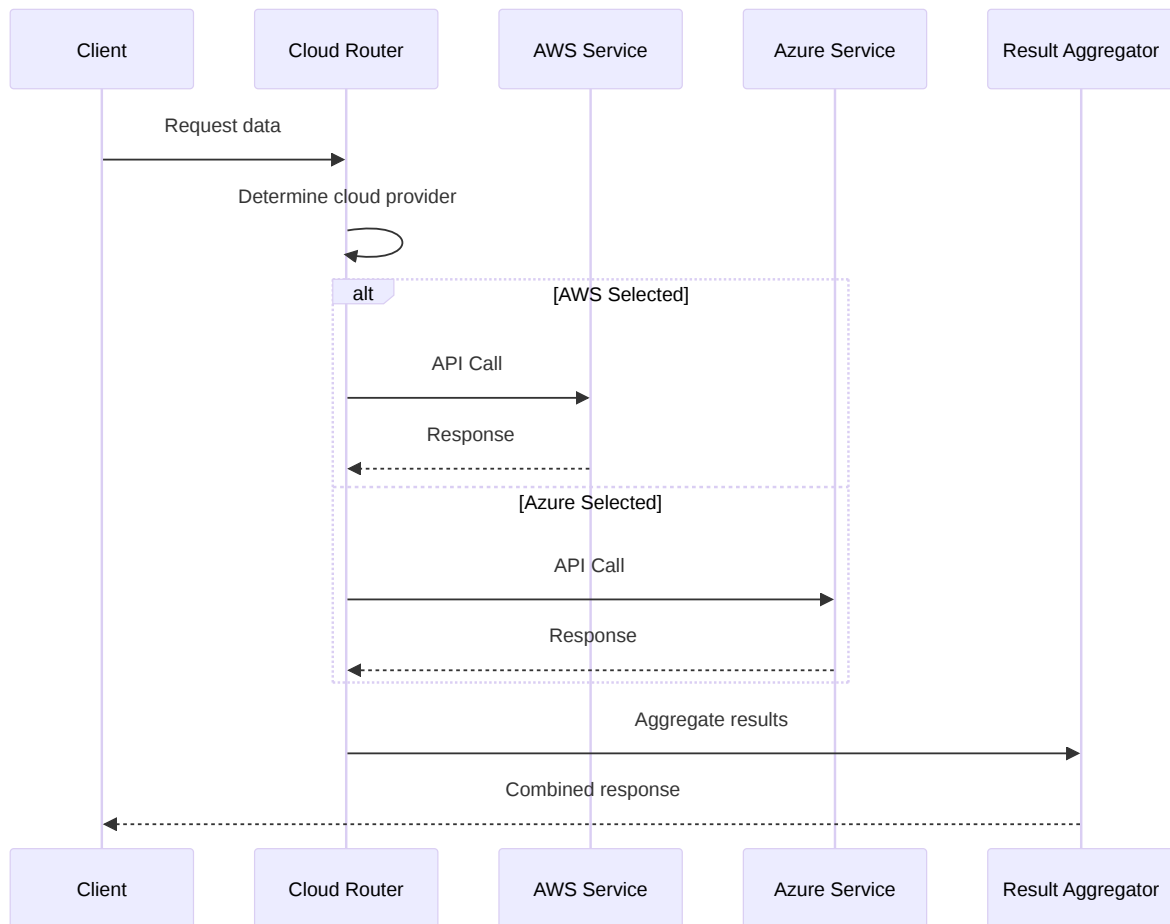 Client
Cloud Router
AWS Service
Azure Service
Result Aggregator
Request data
Determine cloud provider
alt
[AWS Selected]
API Call
Response
[Azure Selected]
API Call
Response
Aggregate results
Combined response
Client
Cloud Router
AWS Service
Azure Service
Result Aggregator